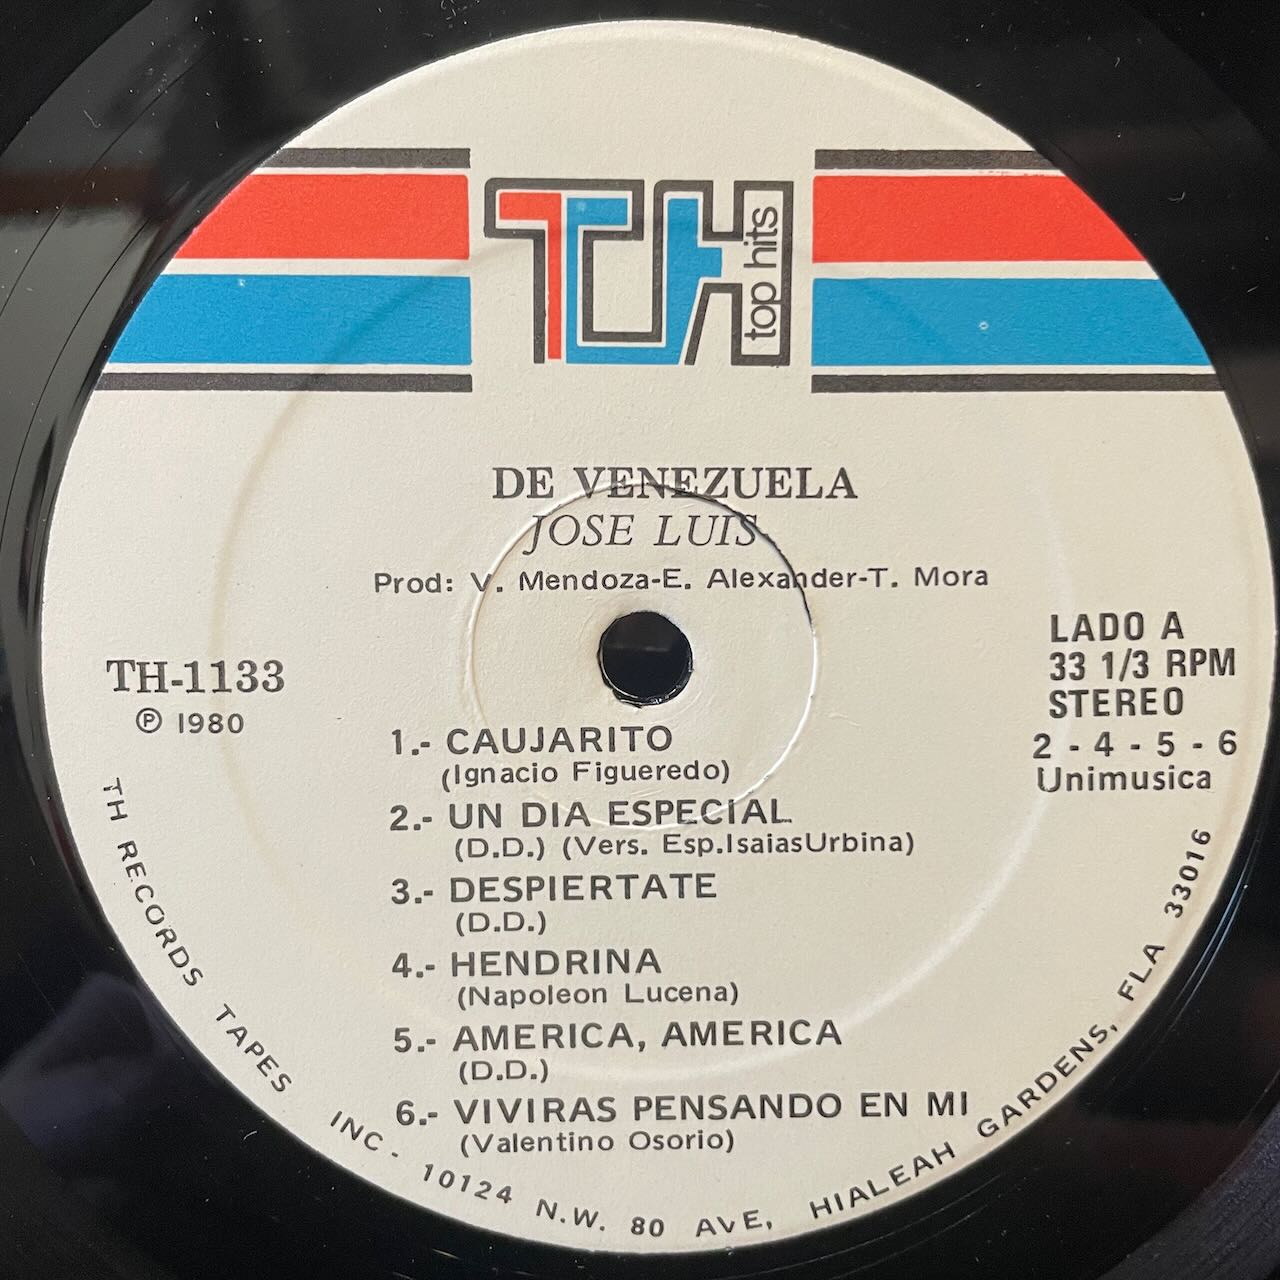 TH
top hits
DE VENEZUELA
JOSE LUIS
Prod: V. Mendoza-E. Alexander-T. Mora
TH-1133
℗ 1980
LADO A
33 1/3 RPM
STEREO
2 - 4 - 5 - 6
Unimusica
1.- CAUJARITO
(Ignacio Figueredo)
2.- UN DIA ESPECIAL
(D.D.) (Vers. Esp.IsaiasUrbina)
3.- DESPIERTATE
(D.D.)
4.- HENDRINA
(Napoleon Lucena)
5.- AMERICA, AMERICA
(D.D.)
6.- VIVIRAS PENSANDO EN MI
(Valentino Osorio)
TH RECORDS TAPES INC - 10124 N.W. 80 AVE, HIALEAH GARDENS, FLA 33016